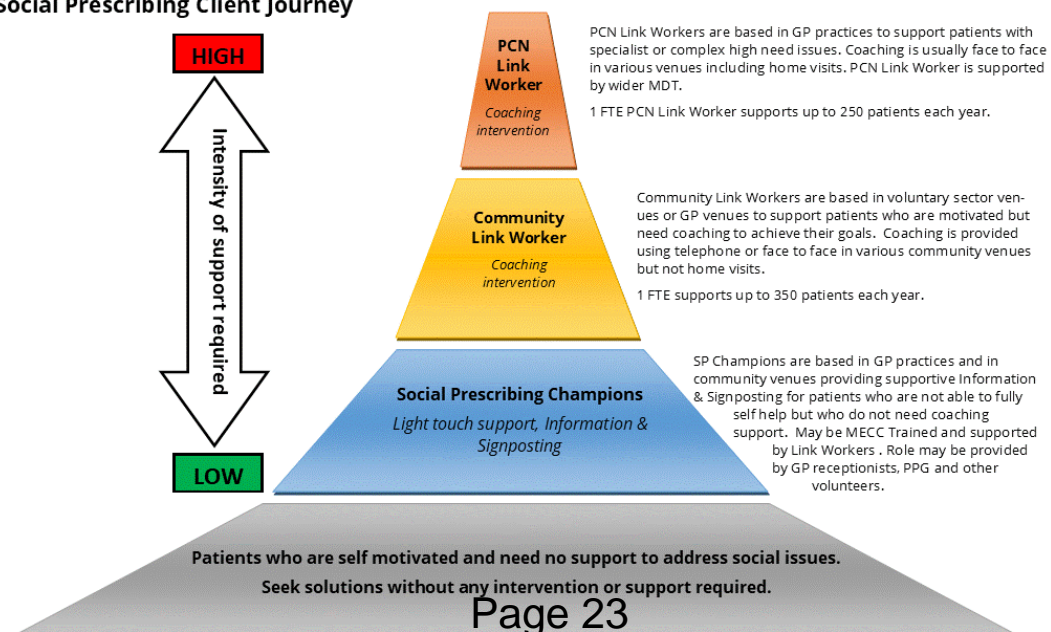 Social Prescribing Client Journey
HIGH
Intensity of support required
LOW
PCN
Link
Worker
Coaching
intervention
PCN Link Workers are based in GP practices to support patients with
specialist or complex high need issues. Coaching is usually face to face
in various venues including home visits. PCN Link Worker is supported
by wider MDT.
1 FTE PCN Link Worker supports up to 250 patients each year.
Community
Link Worker
Coaching
intervention
Community Link Workers are based in voluntary sector ven-
ues or GP venues to support patients who are motivated but
need coaching to achieve their goals.  Coaching is provided
using telephone or face to face in various community venues
but not home visits.
1 FTE supports up to 350 patients each year.
Social Prescribing Champions
Light touch support, Information &
Signposting
SP Champions are based in GP practices and in
community venues providing supportive Information
& Signposting for patients who are not able to fully
self help but who do not need coaching
support.  May be MECC Trained and supported
by Link Workers . Role may be provided
by GP receptionists, PPG and other
volunteers.
Patients who are self motivated and need no support to address social issues.
Seek solutions without any intervention or support required.
Page 23